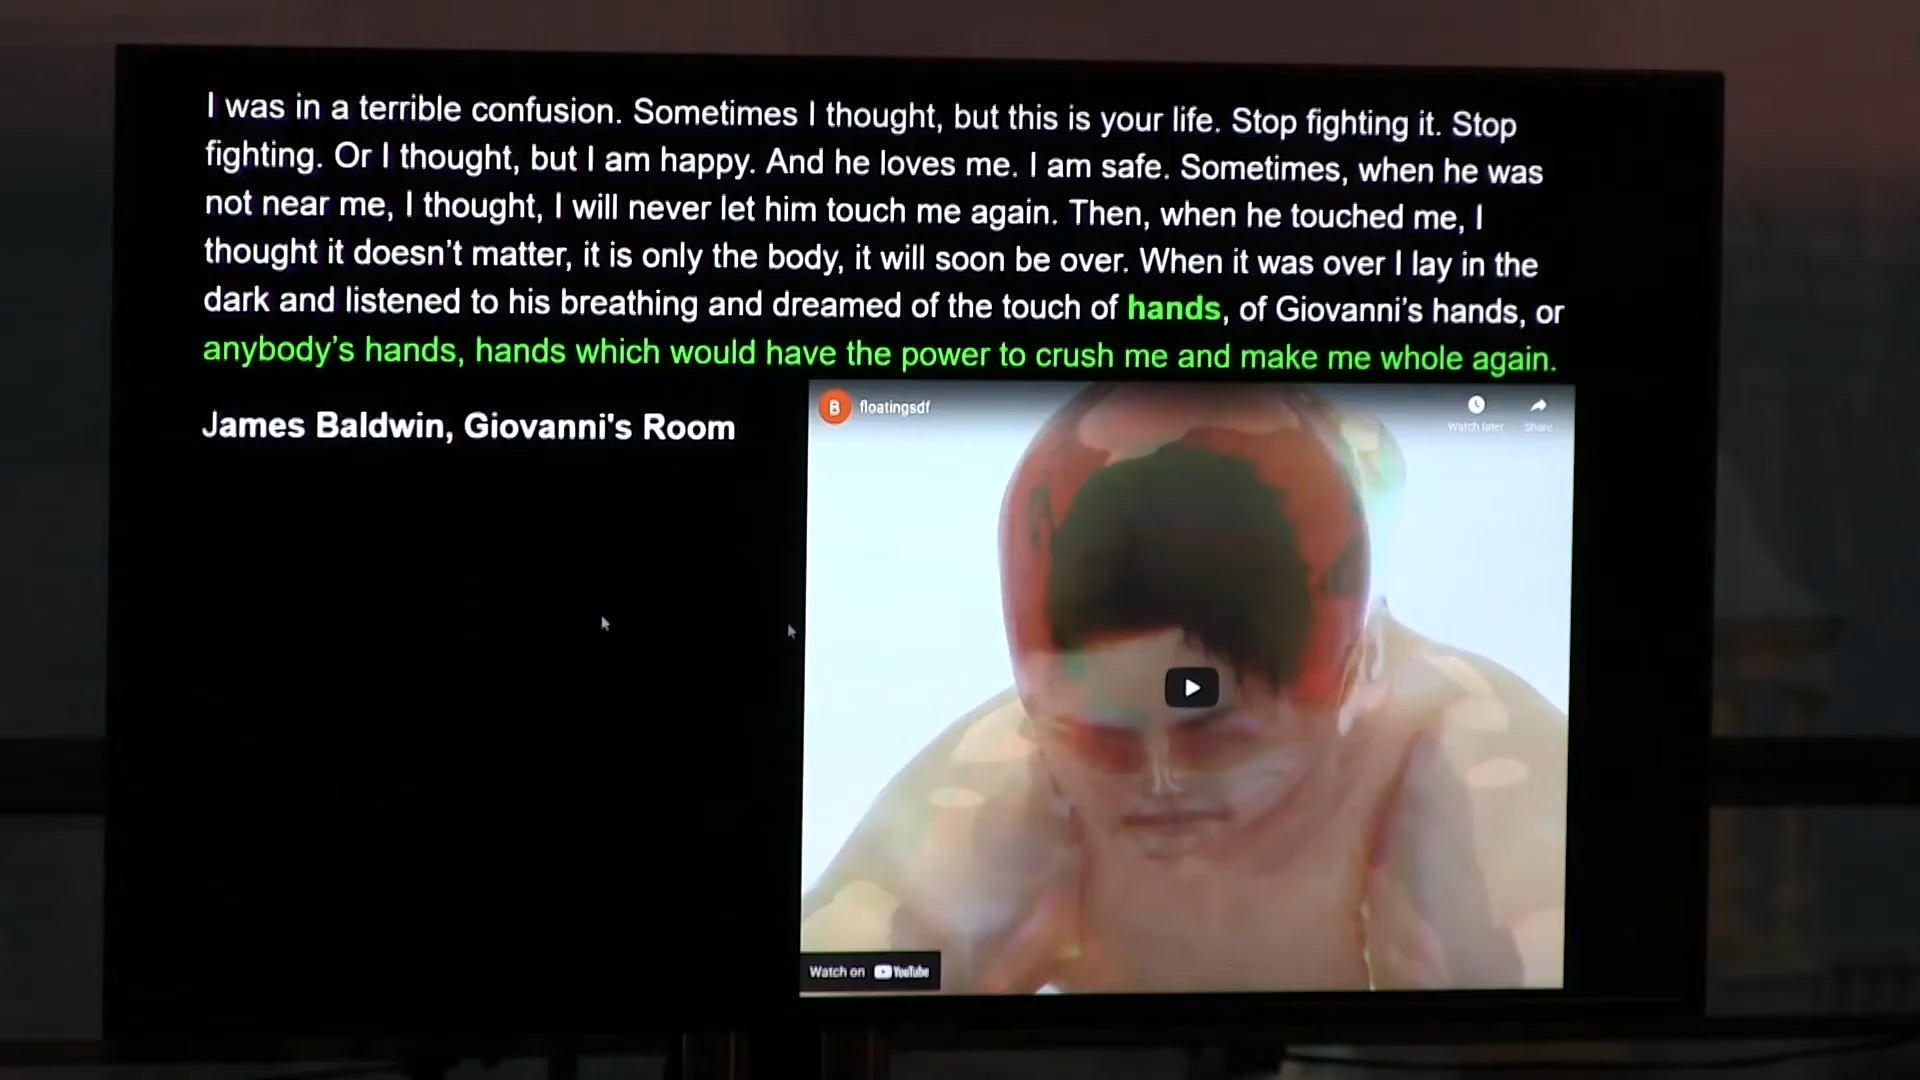 I was in a terrible confusion. Sometimes I thought, but this is your life. Stop fighting it. Stop
fighting. Or I thought, but I am happy. And he loves me. I am safe. Sometimes, when he was
not near me, I thought, I will never let him touch me again. Then, when he touched me, I
thought it doesn't matter, it is only the body, it will soon be over. When it was over I lay in the
dark and listened to his breathing and dreamed of the touch of hands, of Giovanni's hands, or
anybody's hands, hands which would have the power to crush me and make me whole again.
James Baldwin, Giovanni's Room
B floatingsdf
Watch later Share
Watch on YouTube